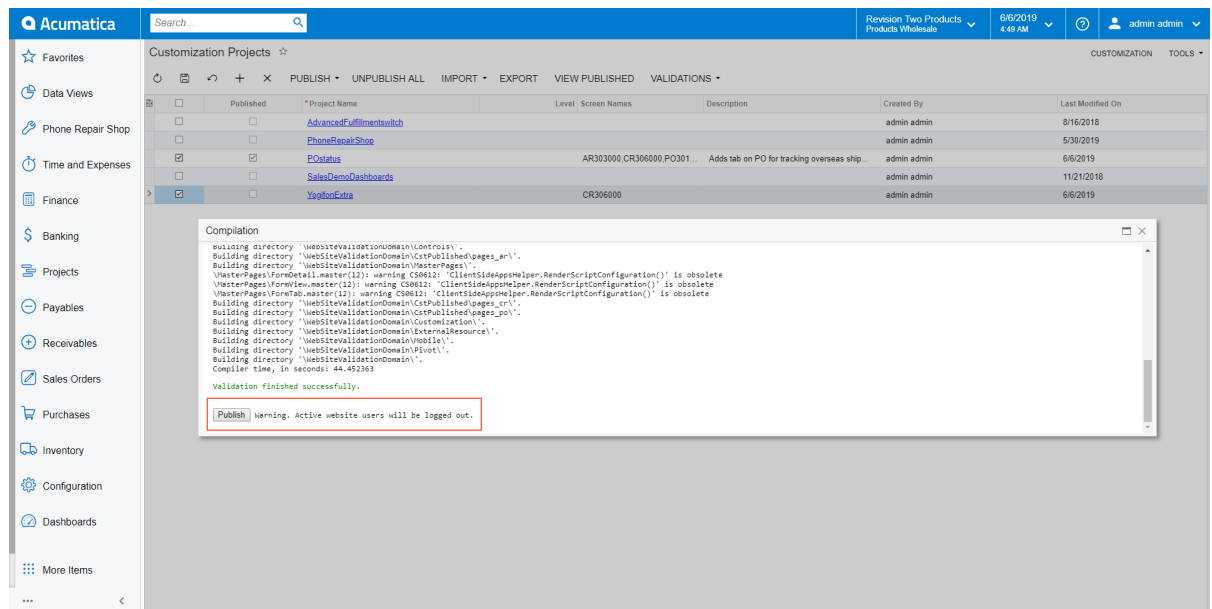 Acumatica
Search...
Revision Two Products
Products Wholesale
6/6/2019
4:49 AM
admin admin
Favorites
Data Views
Phone Repair Shop
Time and Expenses
Finance
Banking
Projects
Payables
Receivables
Sales Orders
Purchases
Inventory
Configuration
Dashboards
More Items
Customization Projects
CUSTOMIZATION TOOLS
PUBLISH UNPUBLISH ALL IMPORT EXPORT VIEW PUBLISHED VALIDATIONS
Published *Project Name Level Screen Names Description Created By Last Modified On
AdvancedFulfillmentswitch admin admin 8/16/2018
PhoneRepairShop admin admin 5/30/2019
POstatus AR303000,CR306000,PO301... Adds tab on PO for tracking overseas ship... admin admin 6/6/2019
SalesDemoDashboards admin admin 11/21/2018
YogifonExtra CR306000 admin admin 6/6/2019
Compilation
Building directory '\WebSiteValidationDomain\Controls\'.
Building directory '\WebSiteValidationDomain\CstPublished\pages_ar\'.
Building directory '\WebSiteValidationDomain\MasterPages\'.
\MasterPages\FormDetail.master(12): warning CS0612: 'ClientSideAppsHelper.RenderScriptConfiguration()' is obsolete
\MasterPages\FormView.master(12): warning CS0612: 'ClientSideAppsHelper.RenderScriptConfiguration()' is obsolete
\MasterPages\FormTab.master(12): warning CS0612: 'ClientSideAppsHelper.RenderScriptConfiguration()' is obsolete
Building directory '\WebSiteValidationDomain\CstPublished\pages_cr\'.
Building directory '\WebSiteValidationDomain\CstPublished\pages_po\'.
Building directory '\WebSiteValidationDomain\Customization\'.
Building directory '\WebSiteValidationDomain\ExternalResource\'.
Building directory '\WebSiteValidationDomain\Mobile\'.
Building directory '\WebSiteValidationDomain\Pivot\'.
Building directory '\WebSiteValidationDomain\'.
Compiler time, in seconds: 44.452363
Validation finished successfully.
Publish Warning. Active website users will be logged out.